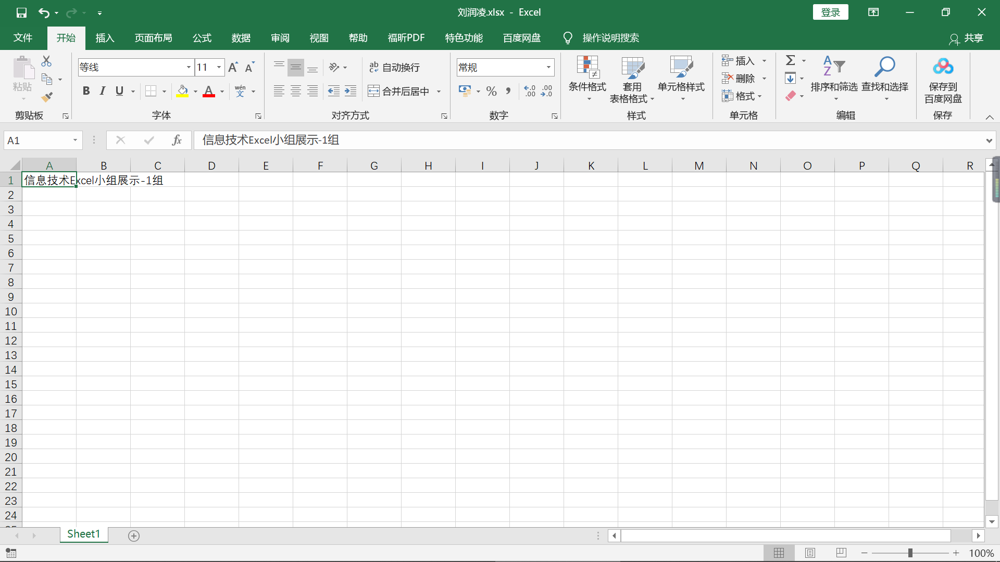 刘润凌.xlsx - Excel
登录
文件 开始 插入 页面布局 公式 数据 审阅 视图 帮助 福昕PDF 特色功能 百度网盘 操作说明搜索 共享
粘贴
剪贴板
等线 11
B I U A wén 文
字体
ab 自动换行
合并后居中
对齐方式
常规
% , .0 .00 .00 .0
数字
条件格式
套用
表格格式
单元格样式
样式
插入
删除
格式
单元格
Σ
A
Z
排序和筛选
查找和选择
编辑
保存到
百度网盘
保存
A1 fx 信息技术Excel小组展示-1组
A B C D E F G H I J K L M N O P Q R
1 信息技术Excel小组展示-1组
2
3
4
5
6
7
8
9
10
11
12
13
14
15
16
17
18
19
20
21
22
23
24
Sheet1
100%